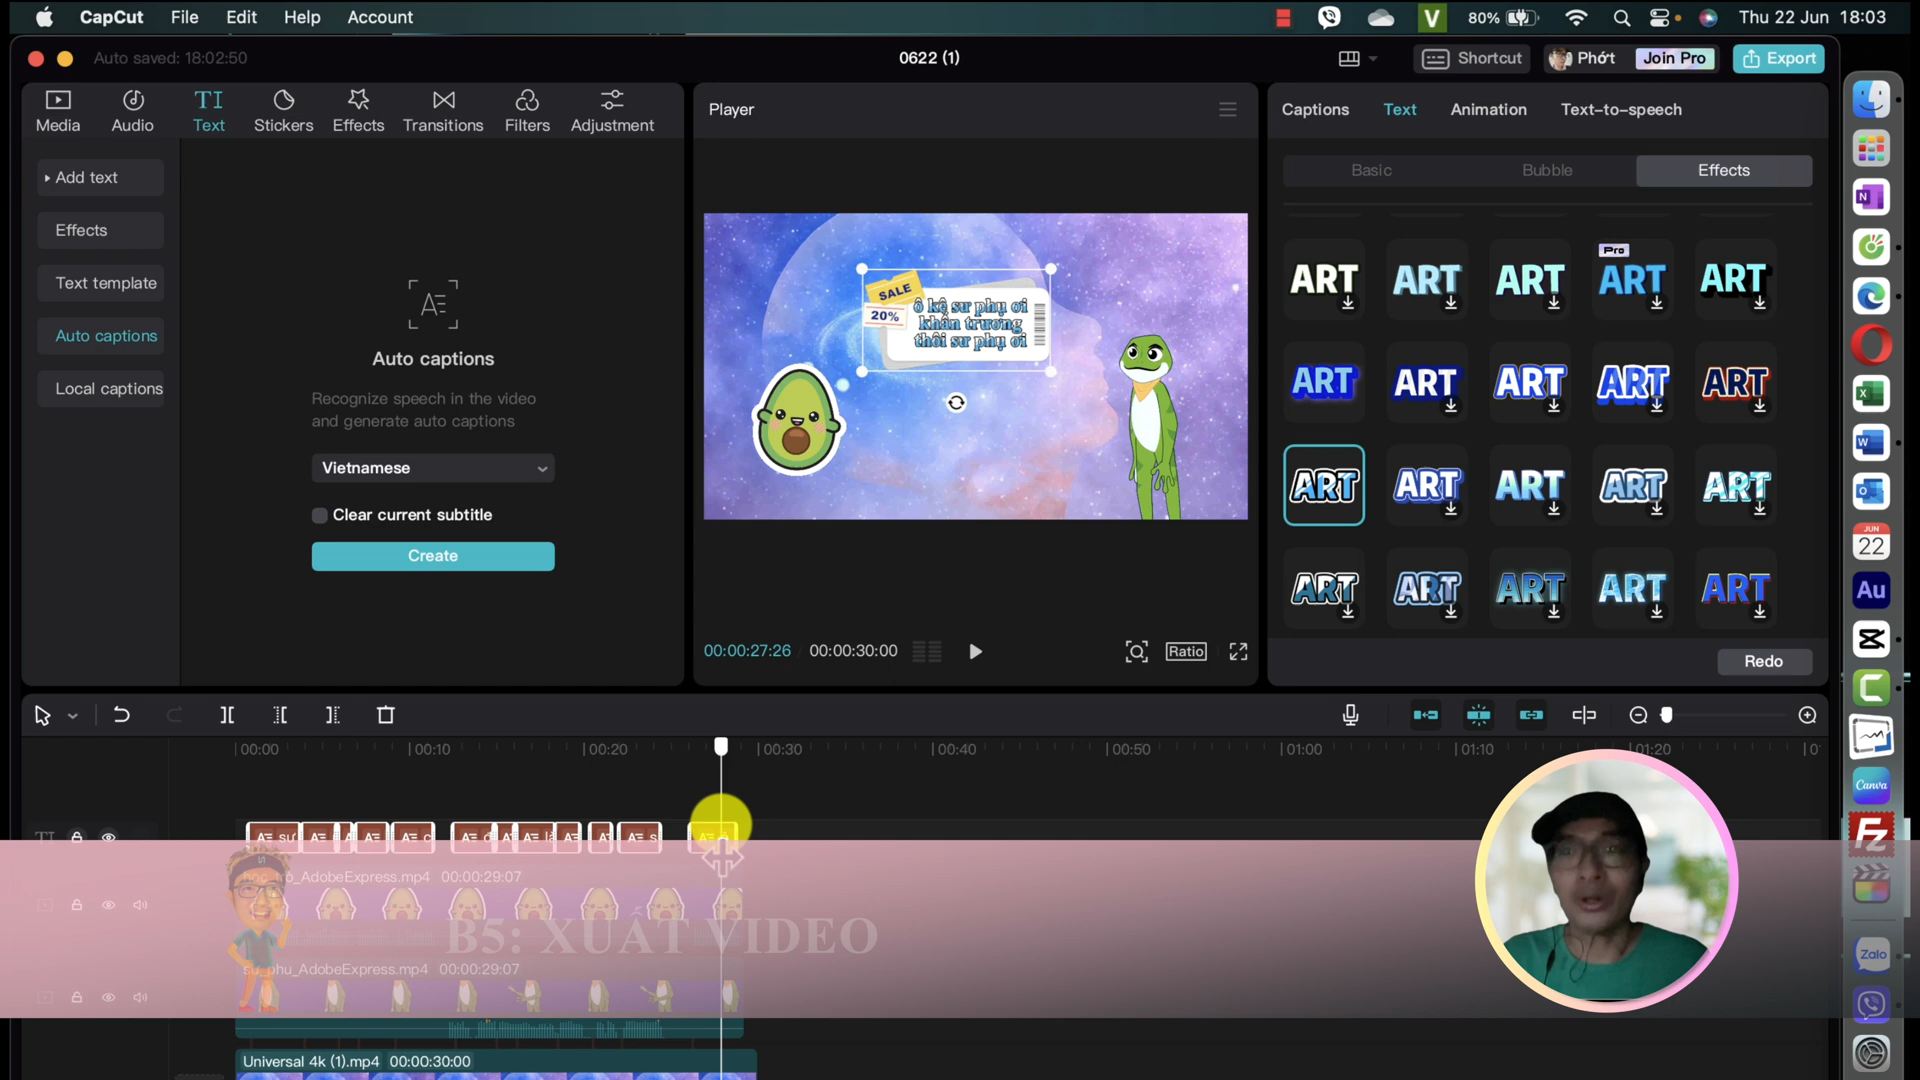 CapCut File Edit Help Account
V 80% Thu 22 Jun 18:03
Auto saved: 18:02:50
0622 (1)
Shortcut Phớt Join Pro Export
Media Audio Text Stickers Effects Transitions Filters Adjustment
TI
Add text
Effects
Text template
Auto captions
Local captions
Auto captions
Recognize speech in the video
and generate auto captions
Vietnamese
Clear current subtitle
Create
Player
SALE
20%
ô kê sư phụ ơi
khẩn trương
thôi sư phụ ơi
00:00:27:26 00:00:30:00
Ratio
Captions Text Animation Text-to-speech
Basic Bubble Effects
Pro
ART ART ART ART ART
ART ART ART ART ART
ART ART ART ART ART
ART ART ART ART ART
Redo
00:00 00:10 00:20 00:30 00:40 00:50 01:00 01:10 01:20
_AdobeExpress.mp4 00:00:29:07
B5: XUẤT VIDEO
su_phu_AdobeExpress.mp4 00:00:29:07
Universal 4k (1).mp4 00:00:30:00
JUN
22
Au
Canva
Fz
Zalo